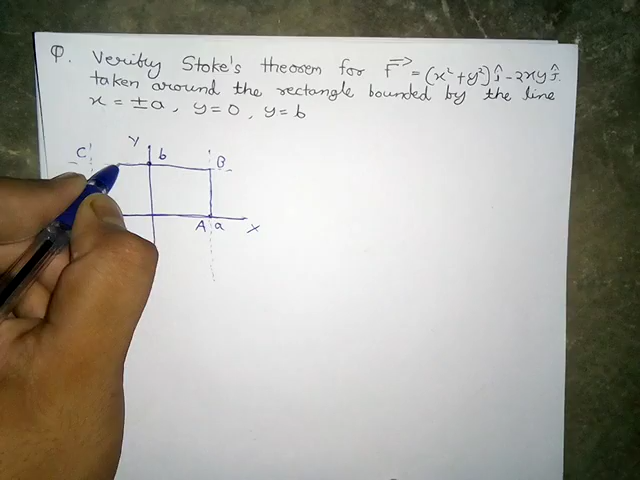 Q. Verify Stoke's theorem for F⃗ = (x² + y²) î - 2xy ĵ
taken around the rectangle bounded by the line
x = ± a , y = 0 , y = b
Y
b
C
B
A a
X